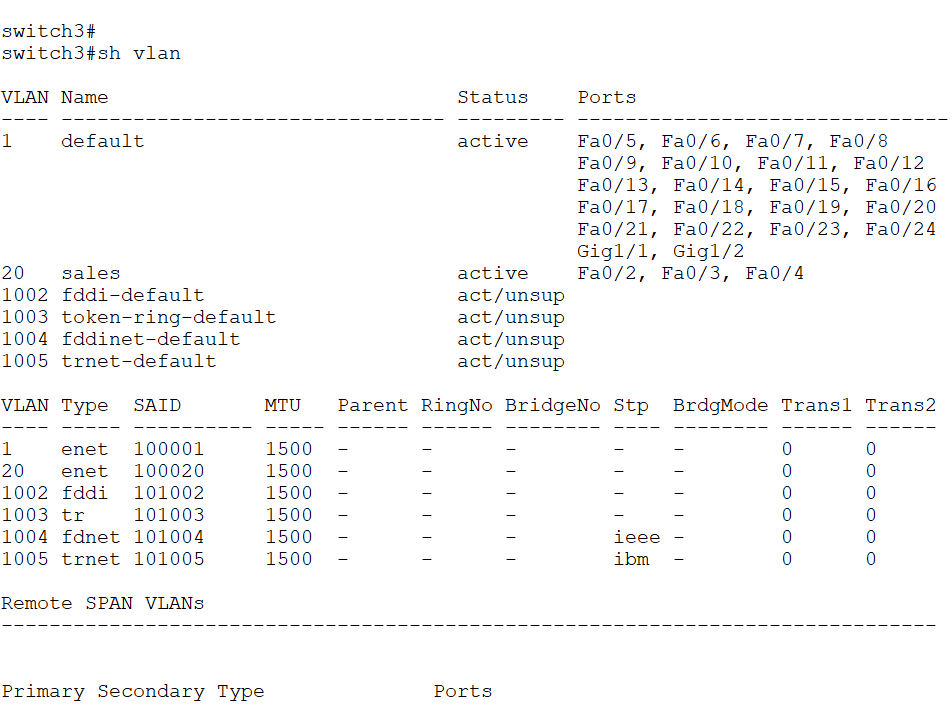 switch3#
switch3#sh vlan
VLAN Name                             Status    Ports
---- -------------------------------- --------- -------------------------------
1    default                          active    Fa0/5, Fa0/6, Fa0/7, Fa0/8
                                                Fa0/9, Fa0/10, Fa0/11, Fa0/12
                                                Fa0/13, Fa0/14, Fa0/15, Fa0/16
                                                Fa0/17, Fa0/18, Fa0/19, Fa0/20
                                                Fa0/21, Fa0/22, Fa0/23, Fa0/24
                                                Gig1/1, Gig1/2
20   sales                            active    Fa0/2, Fa0/3, Fa0/4
1002 fddi-default                     act/unsup
1003 token-ring-default               act/unsup
1004 fddinet-default                  act/unsup
1005 trnet-default                    act/unsup
VLAN Type  SAID       MTU   Parent RingNo BridgeNo Stp  BrdgMode Trans1 Trans2
---- ----- ---------- ----- ------ ------ -------- ---- -------- ------ ------
1    enet  100001     1500  -      -      -        -    -        0      0
20   enet  100020     1500  -      -      -        -    -        0      0
1002 fddi  101002     1500  -      -      -        -    -        0      0
1003 tr    101003     1500  -      -      -        -    -        0      0
1004 fdnet 101004     1500  -      -      -        ieee -        0      0
1005 trnet 101005     1500  -      -      -        ibm  -        0      0
Remote SPAN VLANs
------------------------------------------------------------------------------
Primary Secondary Type              Ports